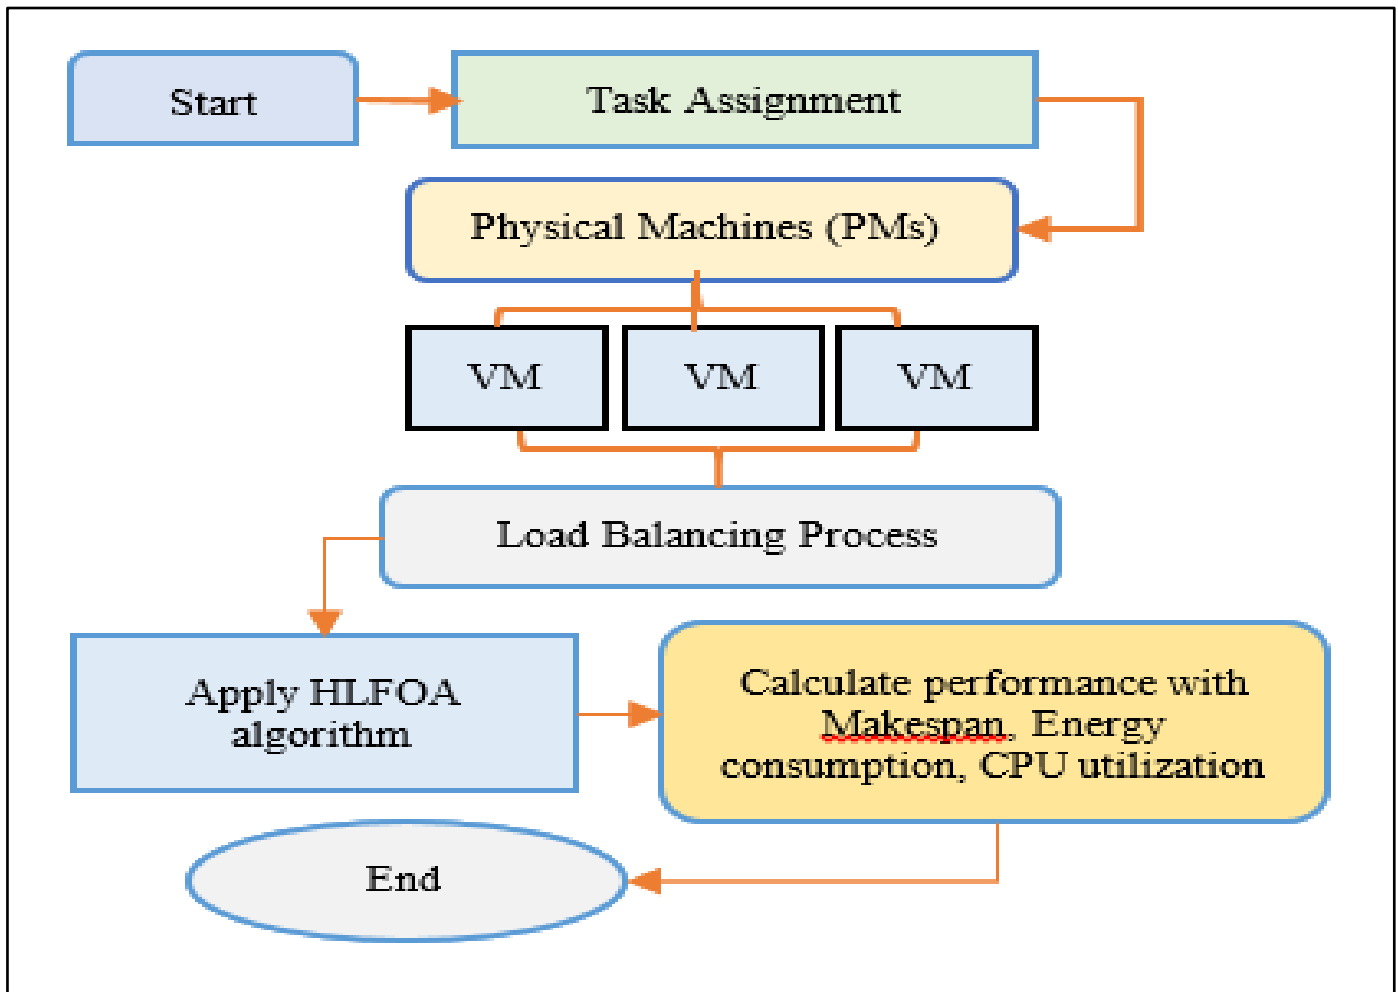 Start
Task Assignment
Physical Machines (PMs)
VM
VM
VM
Load Balancing Process
Apply HLFOA
algorithm
Calculate performance with
Makespan, Energy
consumption, CPU utilization
End